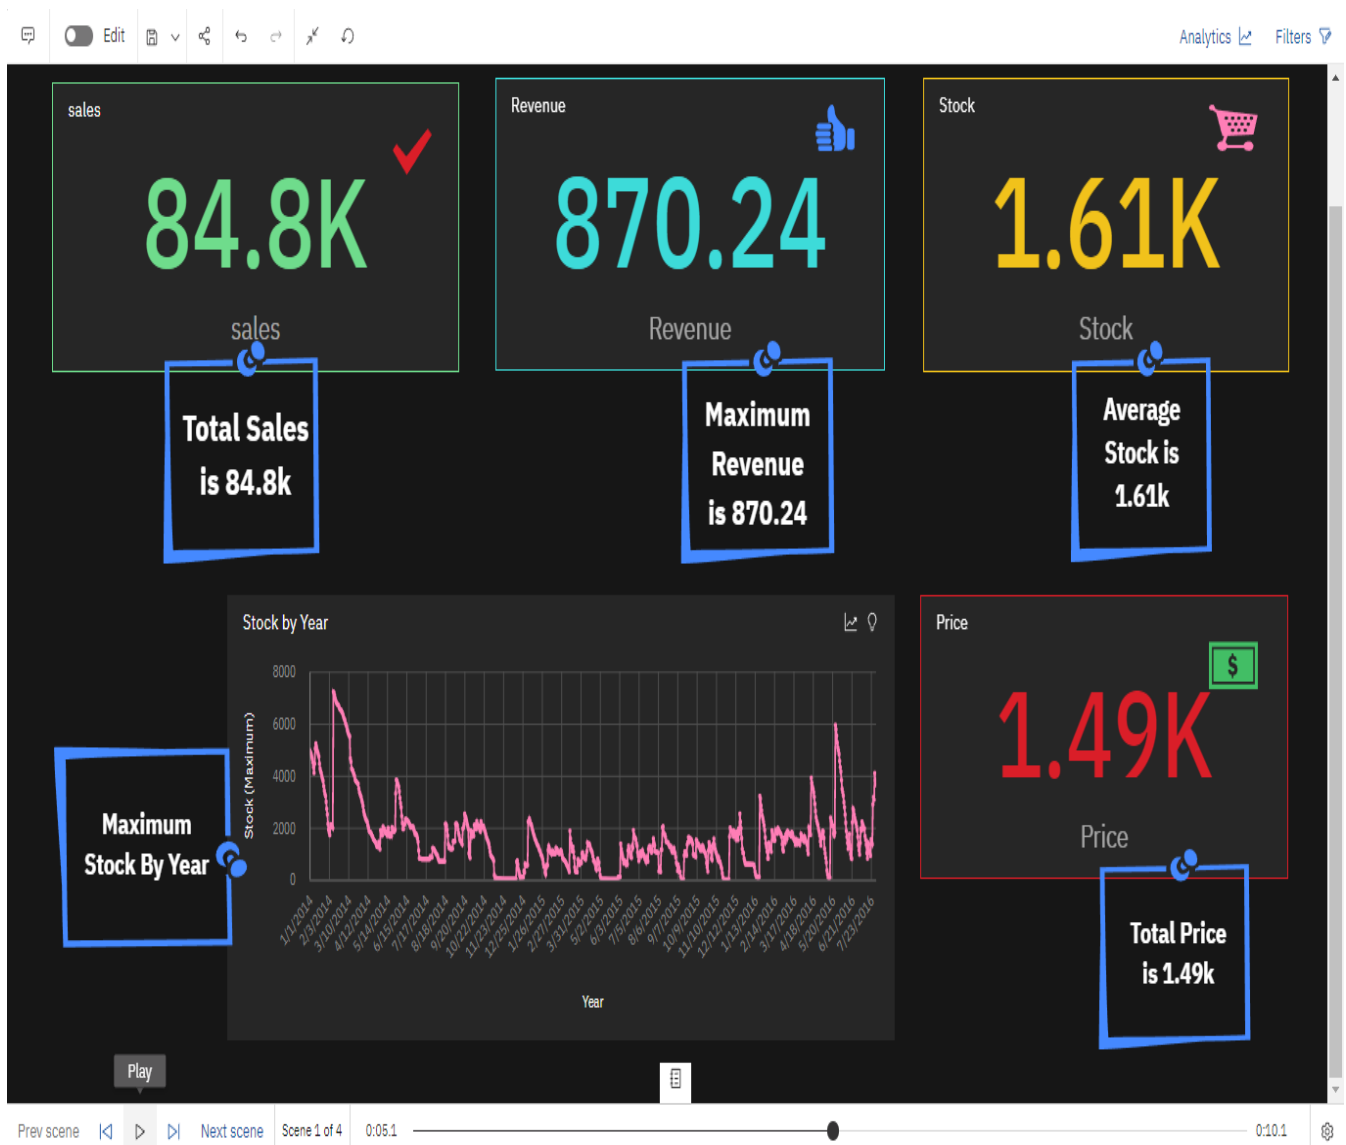 Edit
Analytics
Filters
sales
84.8K
sales
Revenue
870.24
Revenue
Stock
1.61K
Stock
Total Sales
is 84.8k
Maximum
Revenue
is 870.24
Average
Stock is
1.61k
Stock by Year
Stock (Maximum)
8000
6000
4000
2000
0
1/1/2014
2/3/2014
3/10/2014
4/12/2014
5/14/2014
6/15/2014
7/17/2014
8/18/2014
9/20/2014
10/22/2014
11/23/2014
12/25/2014
1/26/2015
2/27/2015
3/31/2015
5/2/2015
6/3/2015
7/5/2015
8/6/2015
9/7/2015
10/9/2015
11/10/2015
12/12/2015
1/13/2016
2/14/2016
3/17/2016
4/18/2016
5/20/2016
6/21/2016
7/23/2016
Year
Maximum
Stock By Year
Price
$
1.49K
Price
Total Price
is 1.49k
Play
Prev scene
Next scene
Scene 1 of 4
0:05.1
0:10.1